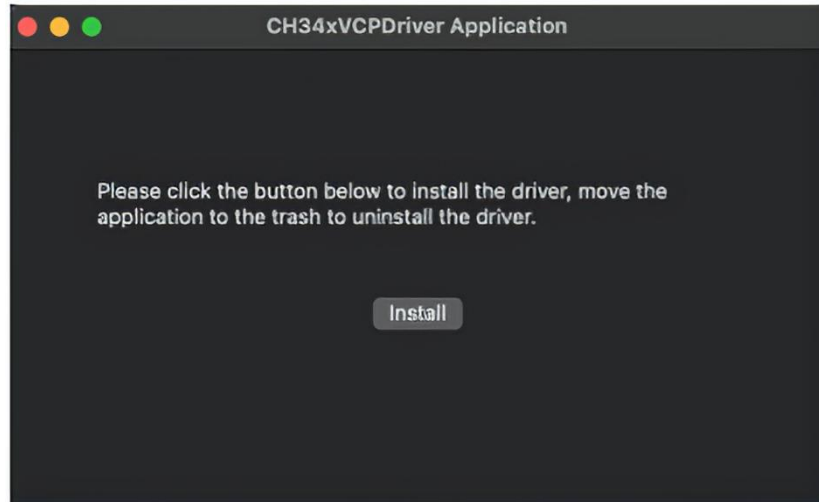 CH34xVCPDriver Application
Please click the button below to install the driver, move the
application to the trash to uninstall the driver.
Install